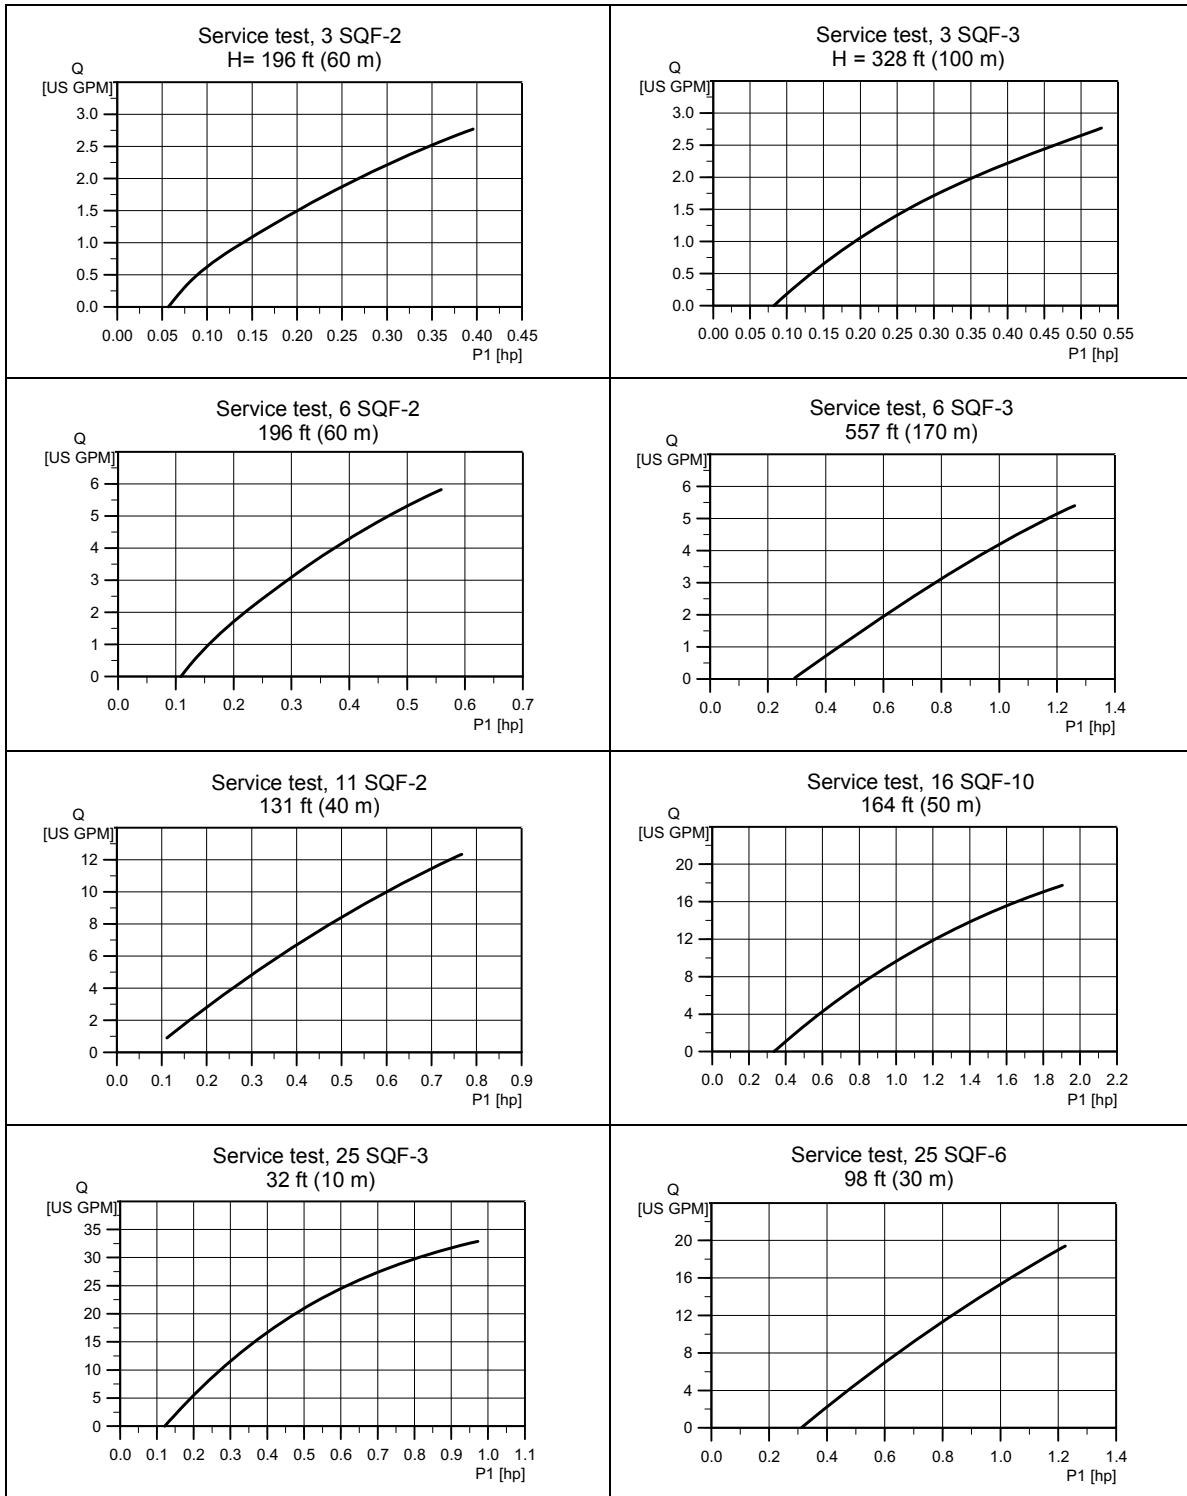 Service test, 3 SQF-2
H= 196 ft (60 m)
Q
[US GPM]
3.0
2.5
2.0
1.5
1.0
0.5
0.0
0.00 0.05 0.10 0.15 0.20 0.25 0.30 0.35 0.40 0.45
P1 [hp]
Service test, 3 SQF-3
H = 328 ft (100 m)
Q
[US GPM]
3.0
2.5
2.0
1.5
1.0
0.5
0.0
0.00 0.05 0.10 0.15 0.20 0.25 0.30 0.35 0.40 0.45 0.50 0.55
P1 [hp]
Service test, 6 SQF-2
196 ft (60 m)
Q
[US GPM]
6
5
4
3
2
1
0
0.0 0.1 0.2 0.3 0.4 0.5 0.6 0.7
P1 [hp]
Service test, 6 SQF-3
557 ft (170 m)
Q
[US GPM]
6
5
4
3
2
1
0
0.0 0.2 0.4 0.6 0.8 1.0 1.2 1.4
P1 [hp]
Service test, 11 SQF-2
131 ft (40 m)
Q
[US GPM]
12
10
8
6
4
2
0
0.0 0.1 0.2 0.3 0.4 0.5 0.6 0.7 0.8 0.9
P1 [hp]
Service test, 16 SQF-10
164 ft (50 m)
Q
[US GPM]
20
16
12
8
4
0
0.0 0.2 0.4 0.6 0.8 1.0 1.2 1.4 1.6 1.8 2.0 2.2
P1 [hp]
Service test, 25 SQF-3
32 ft (10 m)
Q
[US GPM]
35
30
25
20
15
10
5
0
0.0 0.1 0.2 0.3 0.4 0.5 0.6 0.7 0.8 0.9 1.0 1.1
P1 [hp]
Service test, 25 SQF-6
98 ft (30 m)
Q
[US GPM]
20
16
12
8
4
0
0.0 0.2 0.4 0.6 0.8 1.0 1.2 1.4
P1 [hp]